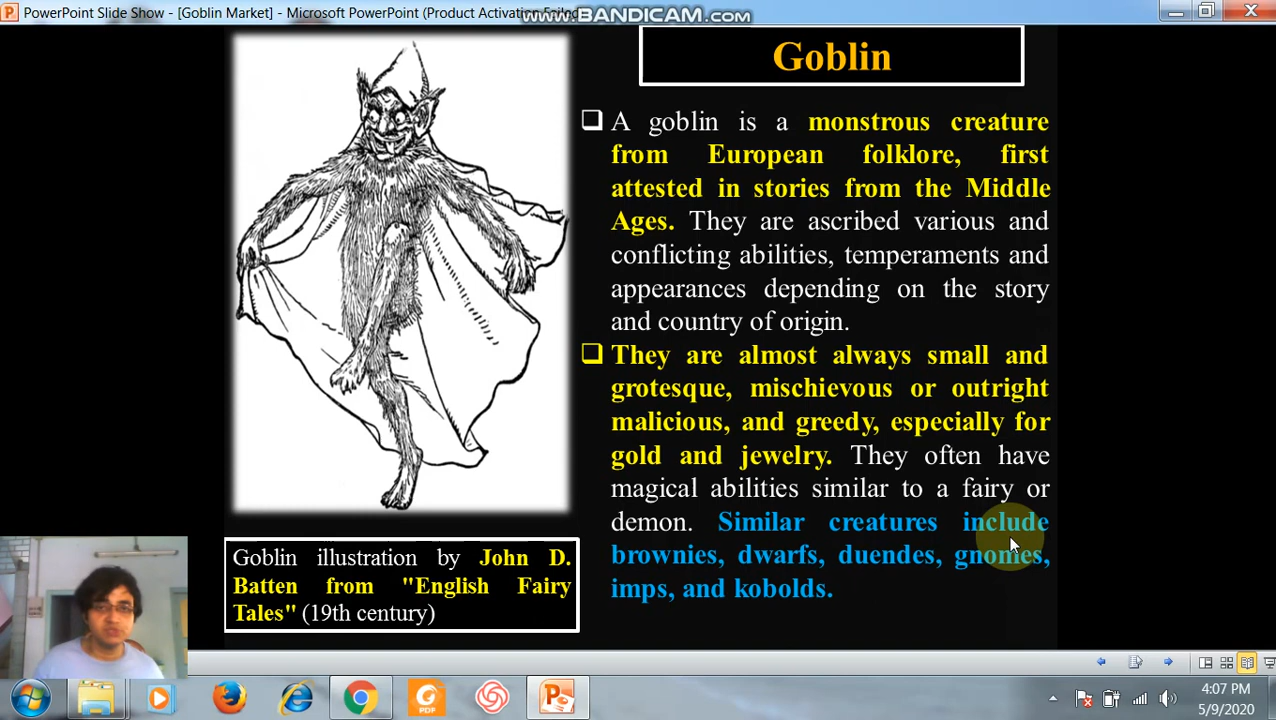 PowerPoint Slide Show - [Goblin Market] - Microsoft PowerPoint (Product Activation Failed)
www.BANDICAM.com
Goblin
A goblin is a monstrous creature
from European folklore, first
attested in stories from the Middle
Ages. They are ascribed various and
conflicting abilities, temperaments and
appearances depending on the story
and country of origin.
They are almost always small and
grotesque, mischievous or outright
malicious, and greedy, especially for
gold and jewelry. They often have
magical abilities similar to a fairy or
demon. Similar creatures include
brownies, dwarfs, duendes, gnomes,
imps, and kobolds.
Goblin illustration by John D.
Batten from "English Fairy
Tales" (19th century)
PDF
4:07 PM
5/9/2020